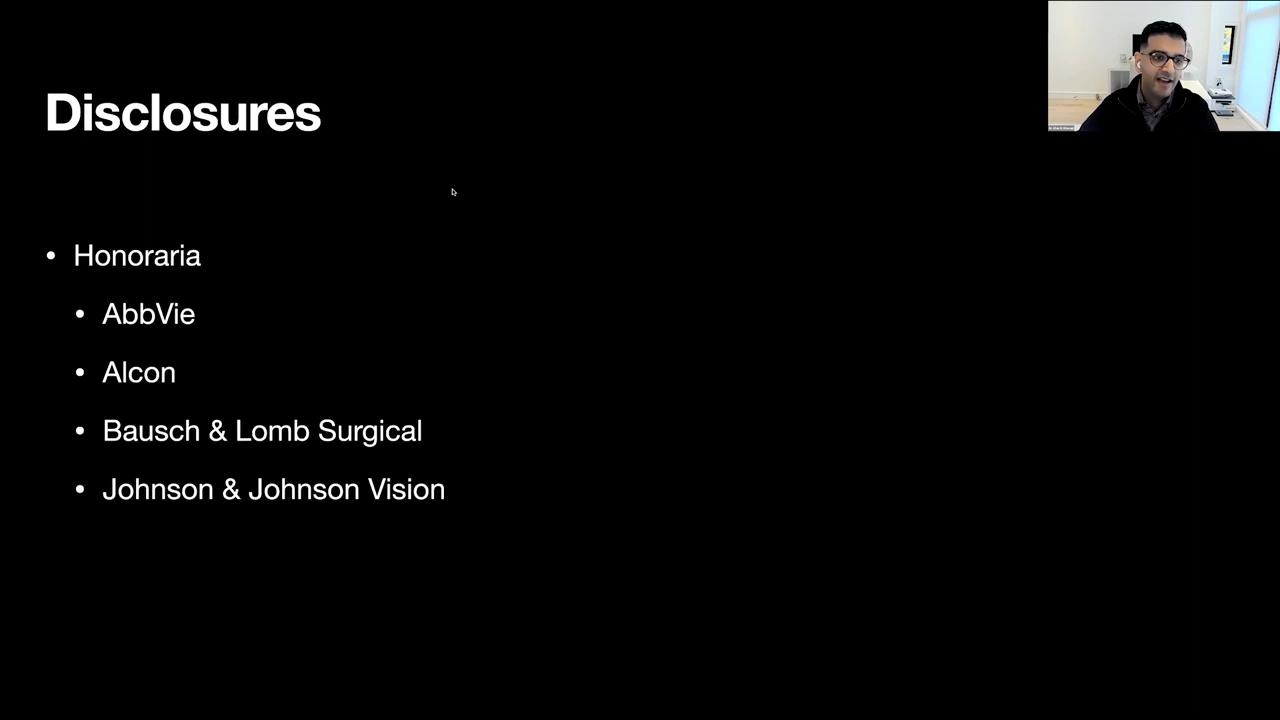 Disclosures
• Honoraria
• AbbVie
• Alcon
• Bausch & Lomb Surgical
• Johnson & Johnson Vision